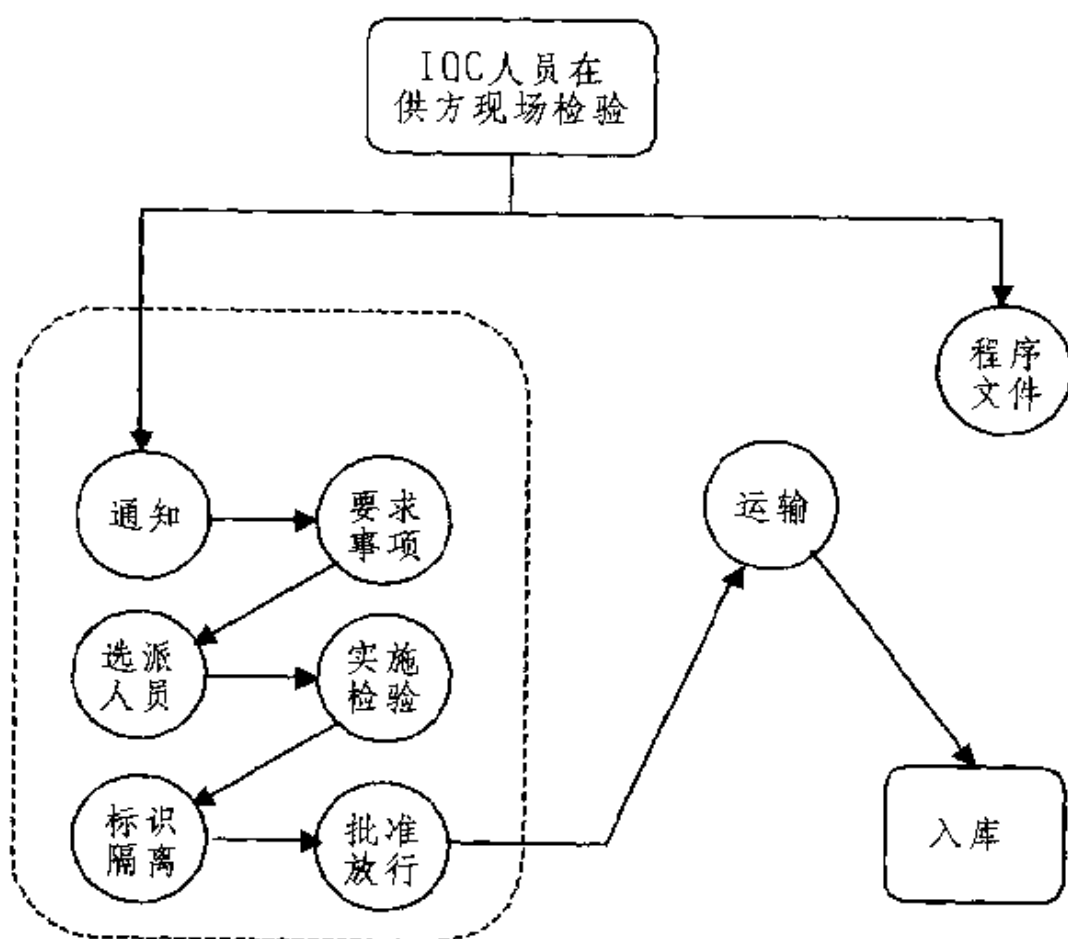 IQC人员在
供方现场检验
程序
文件
通知
要求
事项
运输
选派
人员
实施
检验
标识
隔离
批准
放行
入库